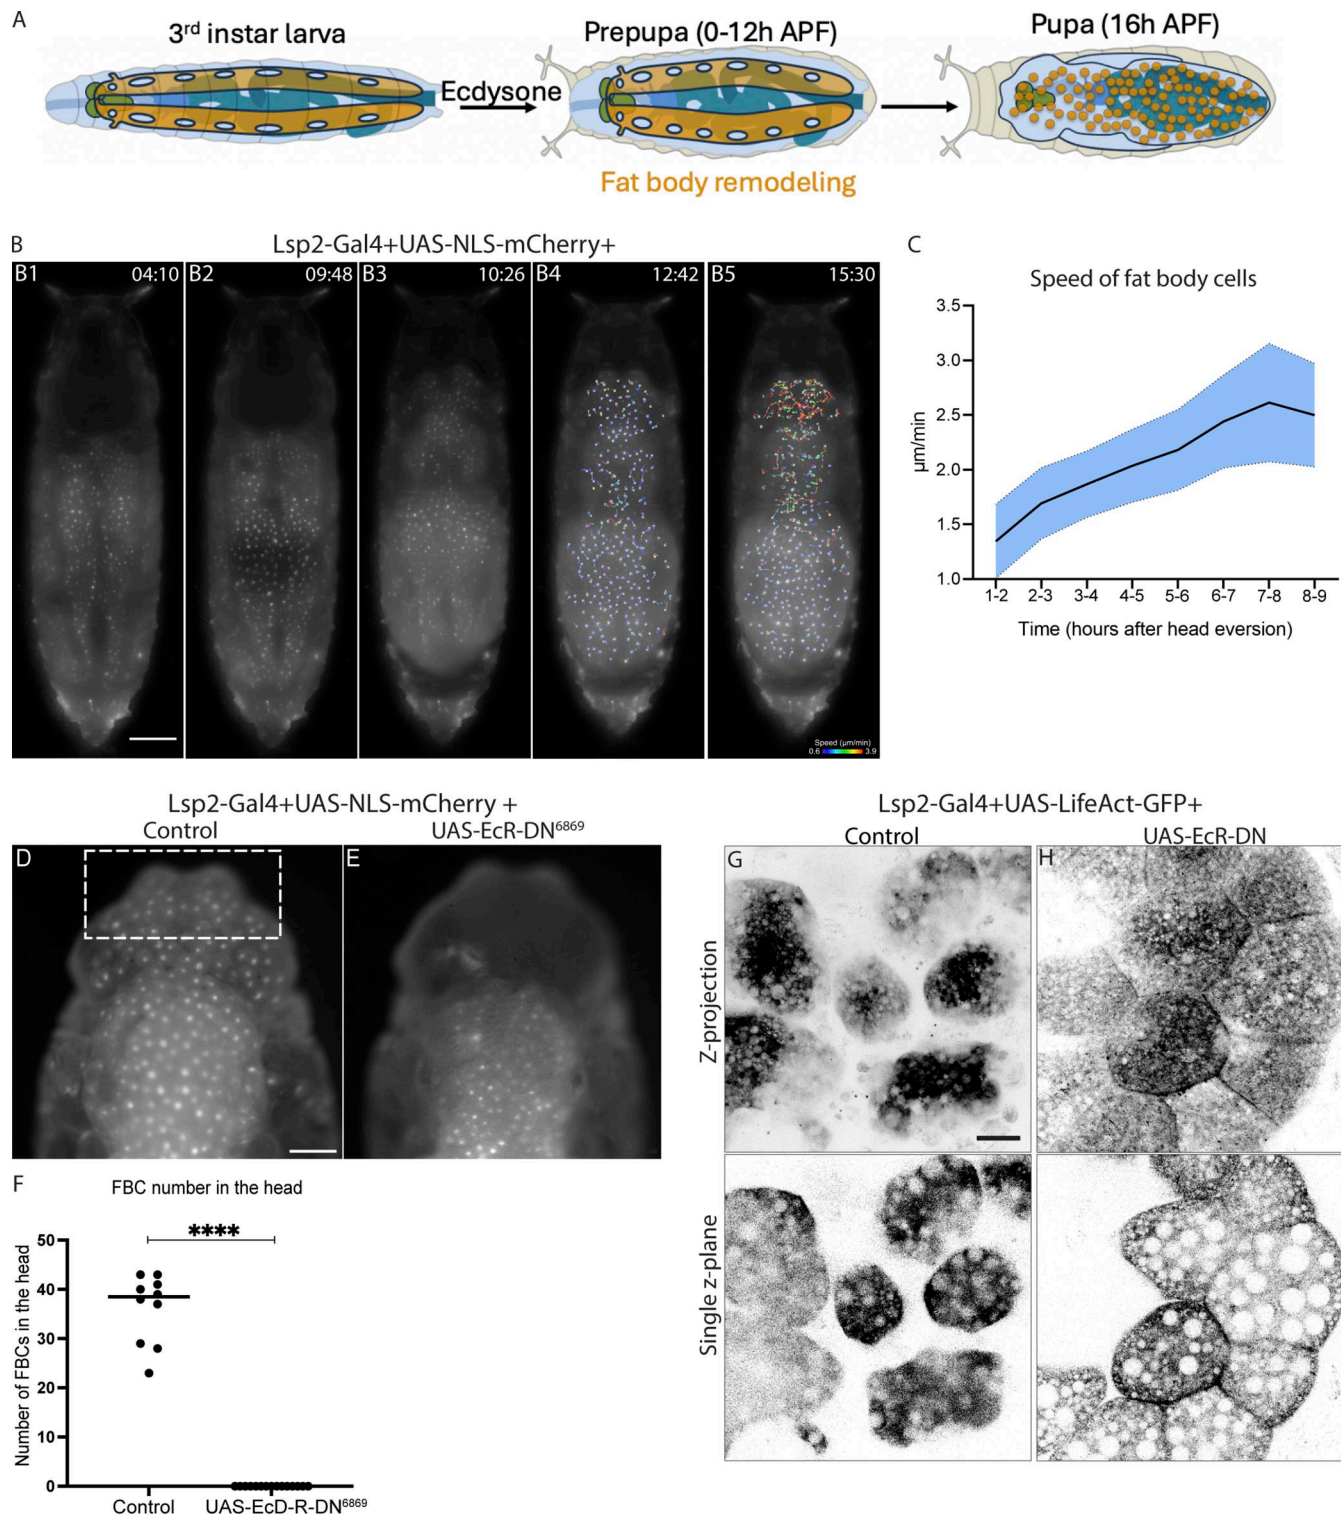 A
3rd instar larva
Ecdysone
Prepupa (0-12h APF)
Fat body remodeling
Pupa (16h APF)
B
Lsp2-Gal4+UAS-NLS-mCherry+
B1 04:10
B2 09:48
B3 10:26
B4 12:42
B5 15:30
Speed (μm/min)
0.6 3.9
C
Speed of fat body cells
μm/min
3.5
3.0
2.5
2.0
1.5
1.0
1-2 2-3 3-4 4-5 5-6 6-7 7-8 8-9
Time (hours after head eversion)
Lsp2-Gal4+UAS-NLS-mCherry +
Control
UAS-EcR-DN6869
D
E
F
FBC number in the head
****
Number of FBCs in the head
50
40
30
20
10
0
Control
UAS-EcD-R-DN6869
Lsp2-Gal4+UAS-LifeAct-GFP+
Control
UAS-EcR-DN
G
H
Z-projection
Single z-plane